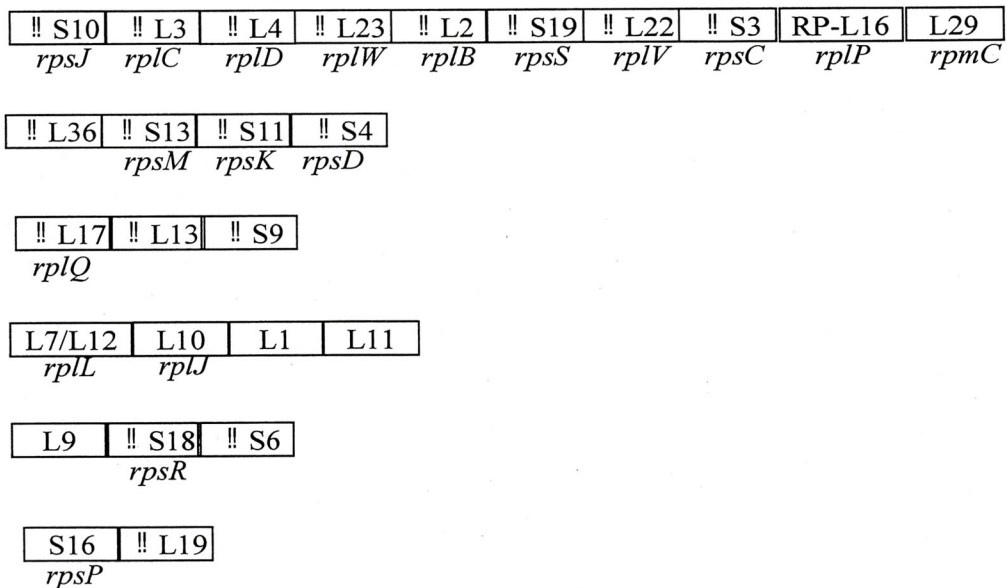 ‼ S10 ‼ L3 ‼ L4 ‼ L23 ‼ L2 ‼ S19 ‼ L22 ‼ S3 RP-L16 L29
rpsJ rplC rplD rplW rplB rpsS rplV rpsC rplP rpmC
‼ L36 ‼ S13 ‼ S11 ‼ S4
rpsM rpsK rpsD
‼ L17 ‼ L13 ‼ S9
rplQ
L7/L12 L10 L1 L11
rplL rplJ
L9 ‼ S18 ‼ S6
rpsR
S16 ‼ L19
rpsP